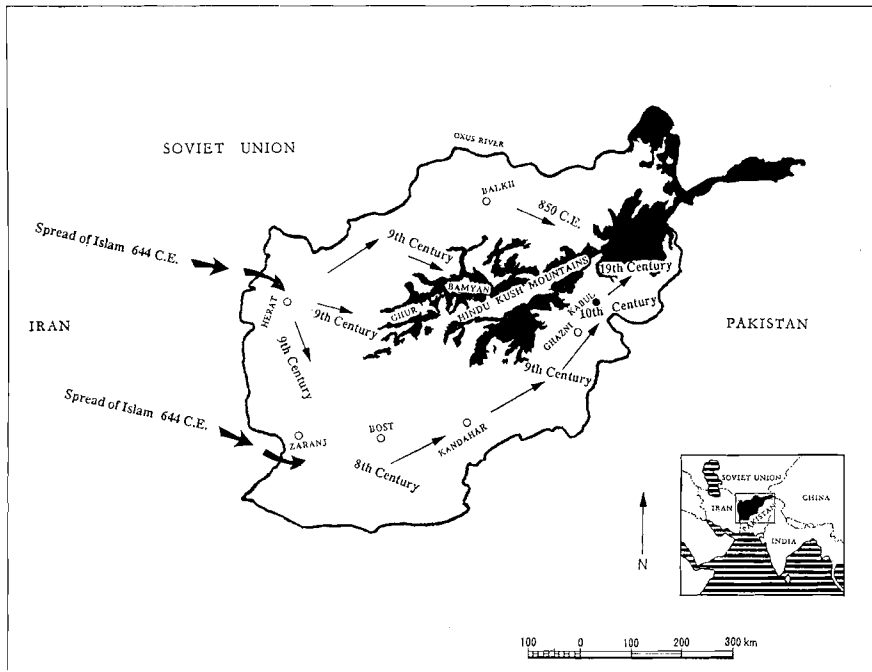 SOVIET UNION
OXUS RIVER
BALKH
850 C.E.
Spread of Islam 644 C.E.
9th Century
BAMYAN
HINDU KUSH MOUNTAINS
19th Century
GHUR
HERAT
9th Century
KABUL
10th Century
GHAZNI
IRAN
PAKISTAN
9th Century
9th Century
Spread of Islam 644 C.E.
ZARANJ
BOST
KANDAHAR
8th Century
N
SOVIET UNION
IRAN
CHINA
PAKISTAN
INDIA
100 0 100 200 300 km